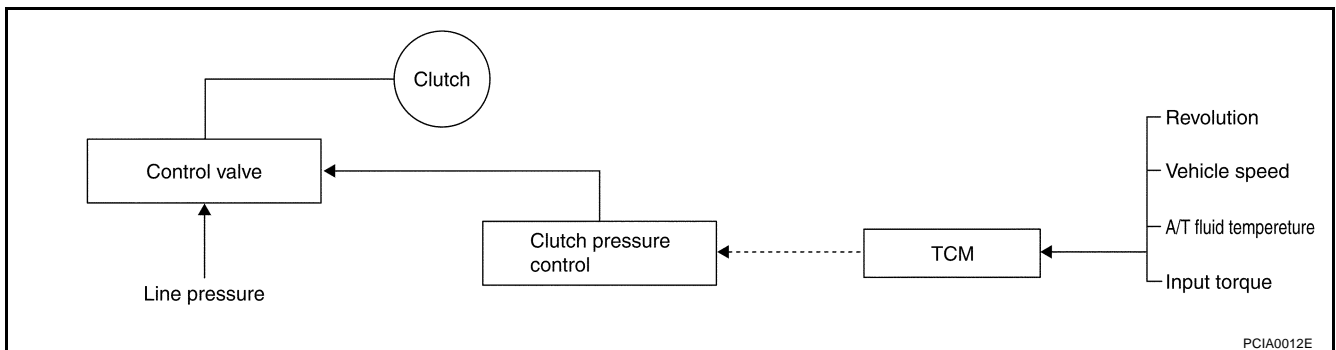 Clutch
Control valve
Line pressure
Clutch pressure
control
TCM
Revolution
Vehicle speed
A/T fluid tempereture
Input torque
PCIA0012E